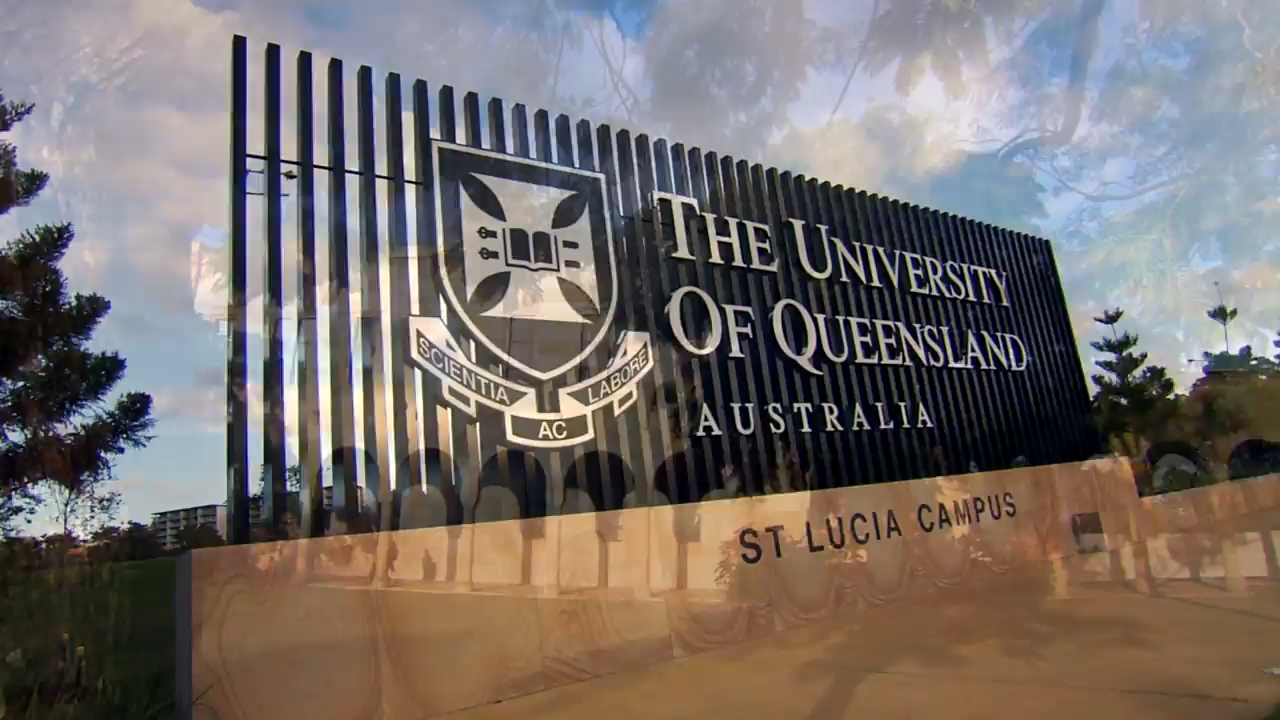 THE UNIVERSITY
OF QUEENSLAND
AUSTRALIA
SCIENTIA
AC
LABORE
ST LUCIA CAMPUS